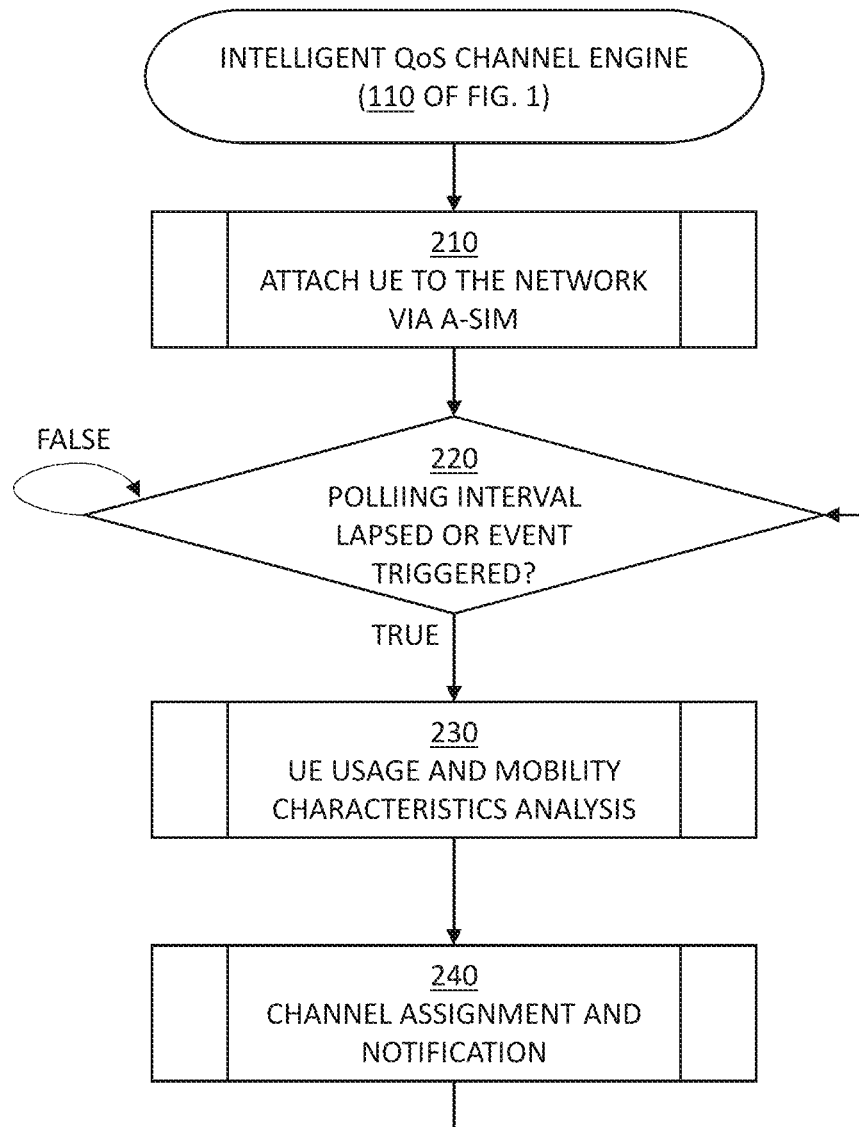 INTELLIGENT QoS CHANNEL ENGINE
(110 OF FIG. 1)
210
ATTACH UE TO THE NETWORK
VIA A-SIM
FALSE
220
POLLIING INTERVAL
LAPSED OR EVENT
TRIGGERED?
TRUE
230
UE USAGE AND MOBILITY
CHARACTERISTICS ANALYSIS
240
CHANNEL ASSIGNMENT AND
NOTIFICATION